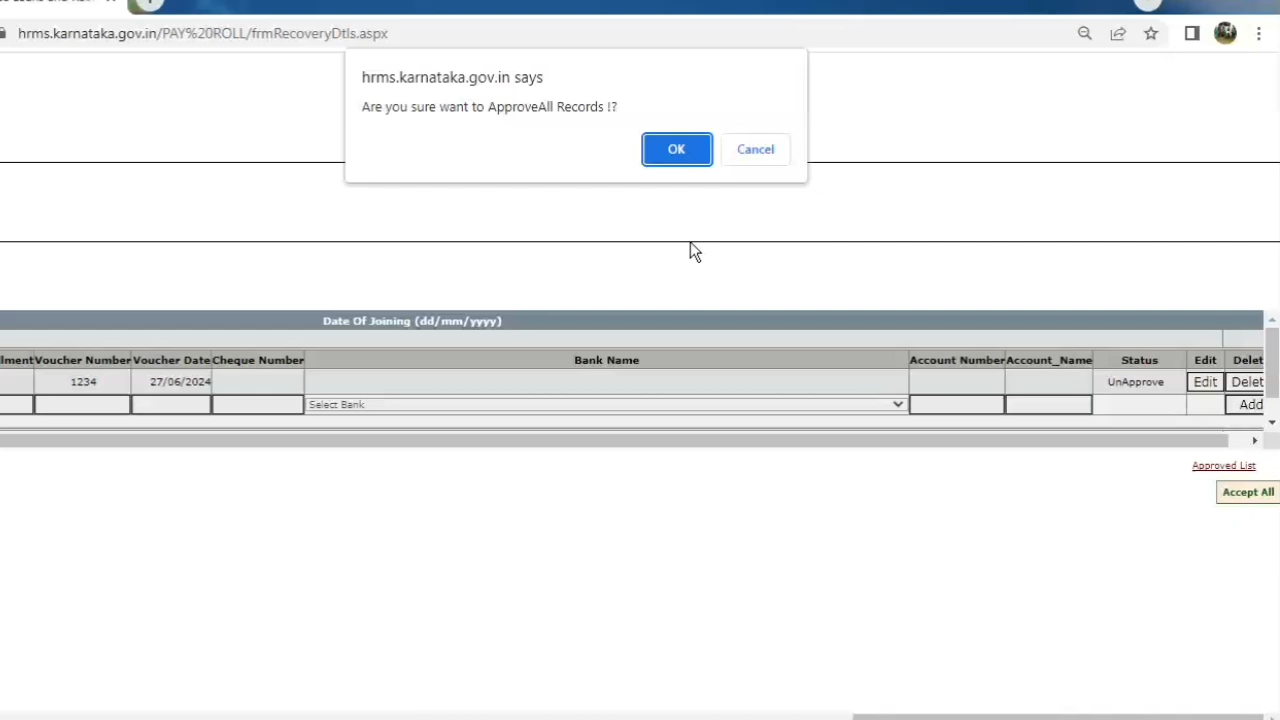 hrms.karnataka.gov.in/PAY%20ROLL/frmRecoveryDtls.aspx
hrms.karnataka.gov.in says
Are you sure want to ApproveAll Records !?
OK Cancel
Date Of Joining (dd/mm/yyyy)
Voucher Number Voucher Date Cheque Number Bank Name Account Number Account_Name Status Edit Delet
1234 27/06/2024 UnApprove Edit Delet
Select Bank Add
Approved List
Accept All